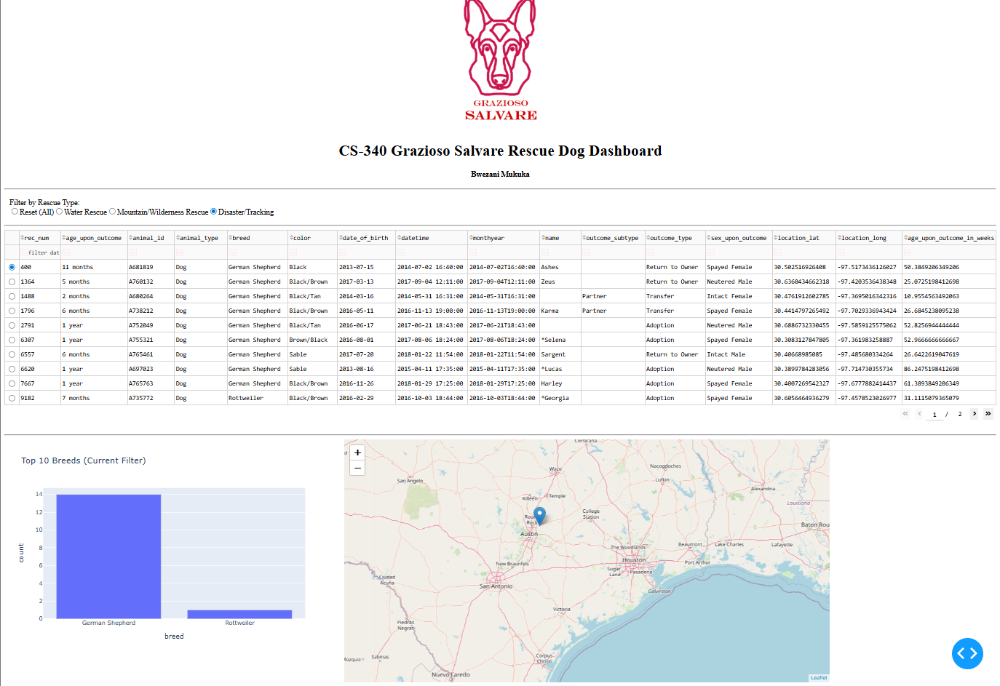 GRAZIOSO
SALVARE
CS-340 Grazioso Salvare Rescue Dog Dashboard
Bwezani Mukuka
Filter by Rescue Type:
Reset (All) Water Rescue Mountain/Wilderness Rescue Disaster/Tracking
rec_num age_upon_outcome animal_id animal_type breed color date_of_birth datetime monthyear name outcome_subtype outcome_type sex_upon_outcome location_lat location_long age_upon_outcome_in_weeks
filter dat
400 11 months A681819 Dog German Shepherd Black 2013-07-15 2014-07-02 16:40:00 2014-07-02T16:40:00 Ashes Return to Owner Spayed Female 30.502516926408 -97.5173436126027 50.3849206349206
1364 5 months A760132 Dog German Shepherd Black/Brown 2017-03-13 2017-09-04 12:11:00 2017-09-04T12:11:00 Zeus Return to Owner Neutered Male 30.6360434662318 -97.4203536438348 25.0725198412698
1488 2 months A680264 Dog German Shepherd Black/Tan 2014-03-16 2014-05-31 16:31:00 2014-05-31T16:31:00 Partner Transfer Intact Female 30.4761912602785 -97.3695016342316 10.9554563492063
1796 6 months A738212 Dog German Shepherd Black/Brown 2016-05-11 2016-11-13 19:00:00 2016-11-13T19:00:00 Karma Partner Transfer Spayed Female 30.4414797265492 -97.7029336943424 26.6845238095238
2791 1 year A752049 Dog German Shepherd Black/Tan 2016-06-17 2017-06-21 18:43:00 2017-06-21T18:43:00 Adoption Neutered Male 30.6886732330455 -97.5859125575062 52.8256944444444
6307 1 year A755321 Dog German Shepherd Brown/Black 2016-08-01 2017-08-06 18:24:00 2017-08-06T18:24:00 *Selena Adoption Spayed Female 30.3083127847805 -97.361983258887 52.9666666666667
6557 6 months A765461 Dog German Shepherd Sable 2017-07-20 2018-01-22 11:54:00 2018-01-22T11:54:00 Sargent Return to Owner Intact Male 30.40668985085 -97.485680334264 26.6422619047619
6620 1 year A697023 Dog German Shepherd Sable 2013-08-16 2015-04-11 17:35:00 2015-04-11T17:35:00 *Lucas Adoption Neutered Male 30.3899784283056 -97.714730355734 86.2475198412698
7667 1 year A765763 Dog German Shepherd Black/Brown 2016-11-26 2018-01-29 17:25:00 2018-01-29T17:25:00 Harley Adoption Spayed Female 30.4007269542327 -97.6777882414437 61.3893849206349
9182 7 months A735772 Dog Rottweiler Black/Brown 2016-02-29 2016-10-03 18:44:00 2016-10-03T18:44:00 *Georgia Adoption Spayed Female 30.6056464936279 -97.4578523026977 31.1115079365079
« ‹ 1 / 2 › »
Top 10 Breeds (Current Filter)
14
12
10
8
6
4
2
0
count
German Shepherd Rottweiler
breed
+
−
Corsicana
Waco
Nacogdoches
Lufkin
San Angelo
Alexandria
Killeen Temple
Louisiana
College
Station
Round
Rock
Baton Rou
Austin
The Woodlands
Beaumont Lake Charles Lafayette
Houston
New Braunfels
Port Arthur
Sugar
Land
Pasadena
Ciudad
Acuña
San Antonio
Galveston
Victoria
Piedras
Negras
Corpus
Christi
Múzquiz Sabinas
Nuevo Laredo
Leaflet